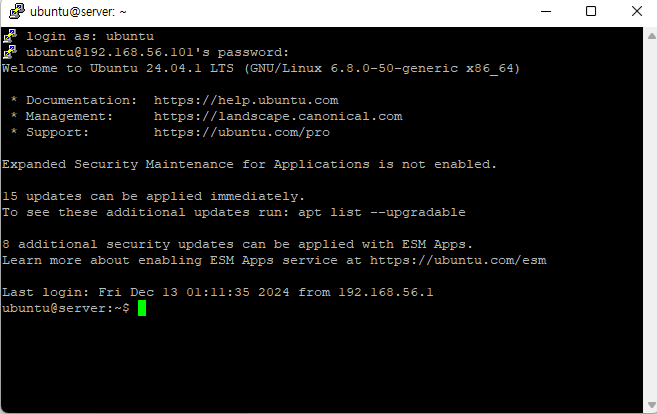 ubuntu@server: ~
login as: ubuntu
ubuntu@192.168.56.101's password:
Welcome to Ubuntu 24.04.1 LTS (GNU/Linux 6.8.0-50-generic x86_64)
* Documentation:  https://help.ubuntu.com
* Management:     https://landscape.canonical.com
* Support:        https://ubuntu.com/pro
Expanded Security Maintenance for Applications is not enabled.
15 updates can be applied immediately.
To see these additional updates run: apt list --upgradable
8 additional security updates can be applied with ESM Apps.
Learn more about enabling ESM Apps service at https://ubuntu.com/esm
Last login: Fri Dec 13 01:11:35 2024 from 192.168.56.1
ubuntu@server:~$